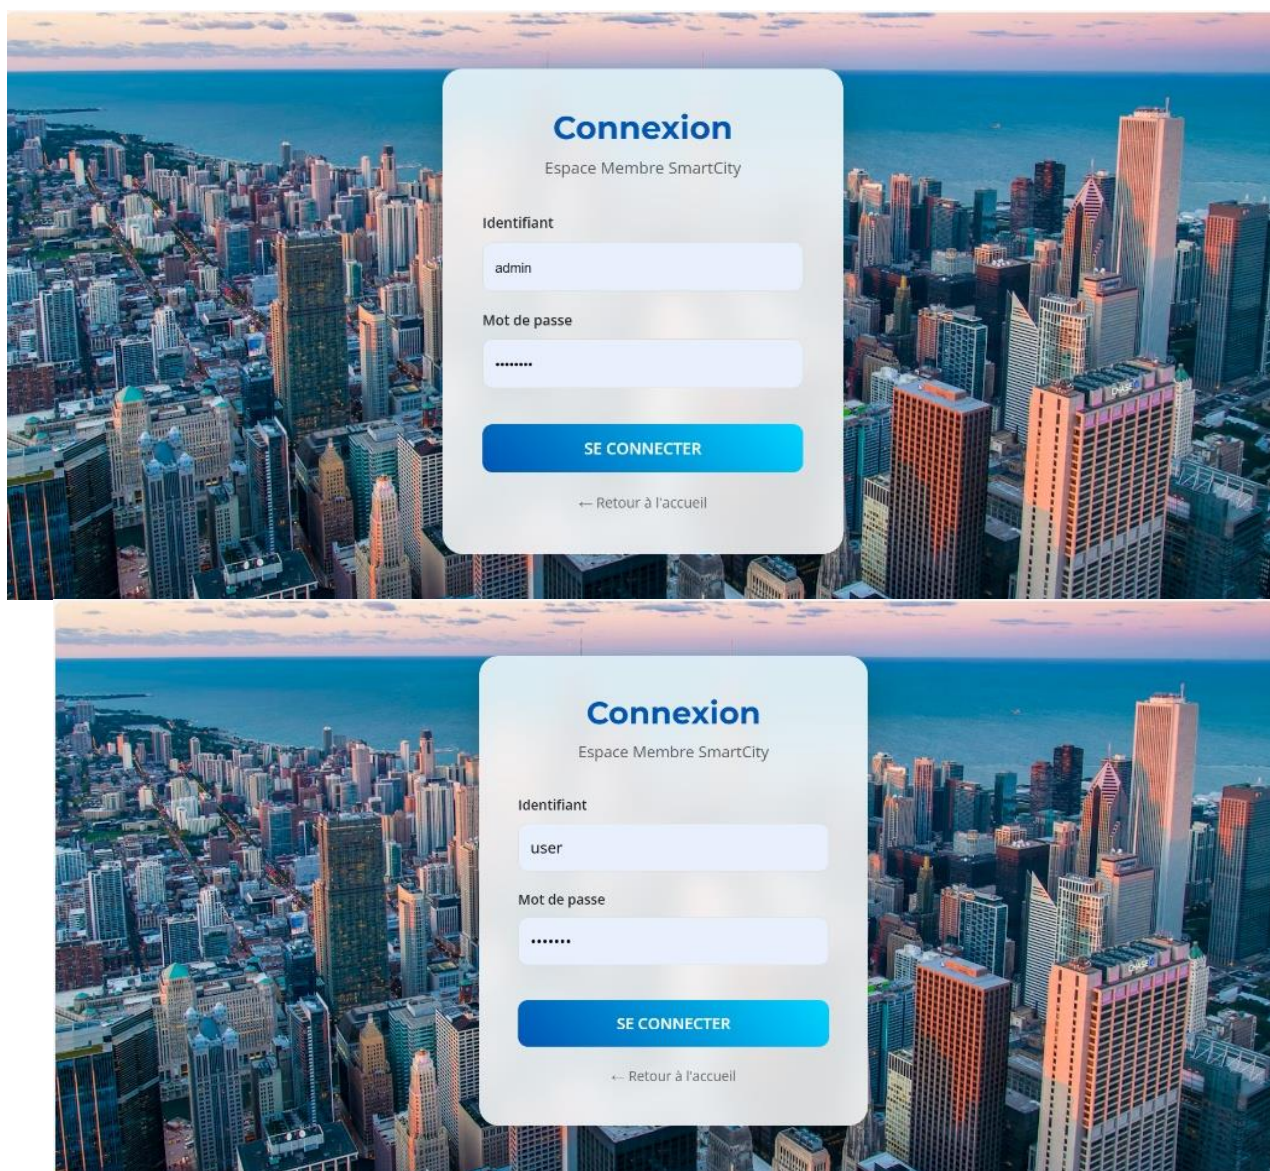 Connexion
Espace Membre SmartCity
Identifiant
admin
Mot de passe
••••••••
SE CONNECTER
← Retour à l'accueil
CHASE
Connexion
Espace Membre SmartCity
Identifiant
user
Mot de passe
•••••••
SE CONNECTER
← Retour à l'accueil